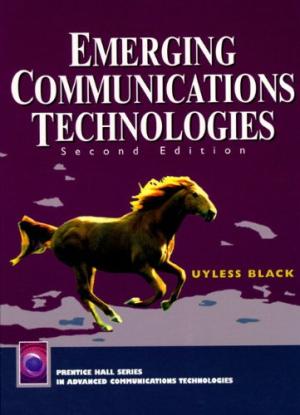 EMERGING
COMMUNICATIONS
TECHNOLOGIES
Second Edition
UYLESS BLACK
PRENTICE HALL SERIES
IN ADVANCED COMMUNICATIONS TECHNOLOGIES